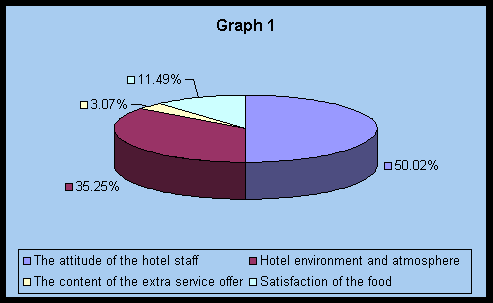 Graph 1
11.49%
3.07%
50.02%
35.25%
The attitude of the hotel staff
Hotel environment and atmosphere
The content of the extra service offer
Satisfaction of the food